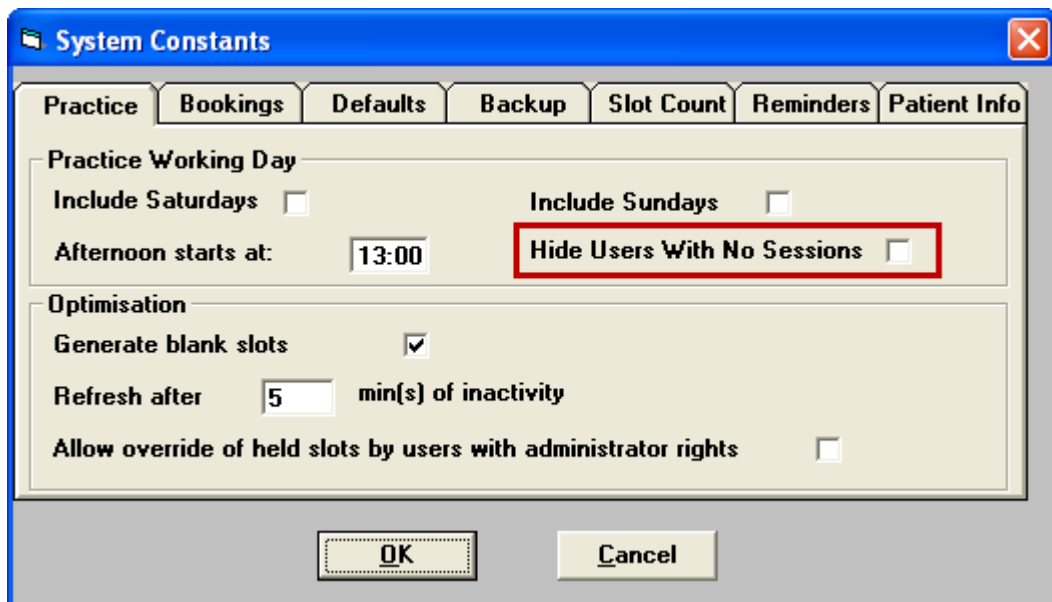 System Constants
Practice Bookings Defaults Backup Slot Count Reminders Patient Info
Practice Working Day
Include Saturdays Include Sundays
Afternoon starts at: 13:00 Hide Users With No Sessions
Optimisation
Generate blank slots
Refresh after 5 min(s) of inactivity
Allow override of held slots by users with administrator rights
OK Cancel